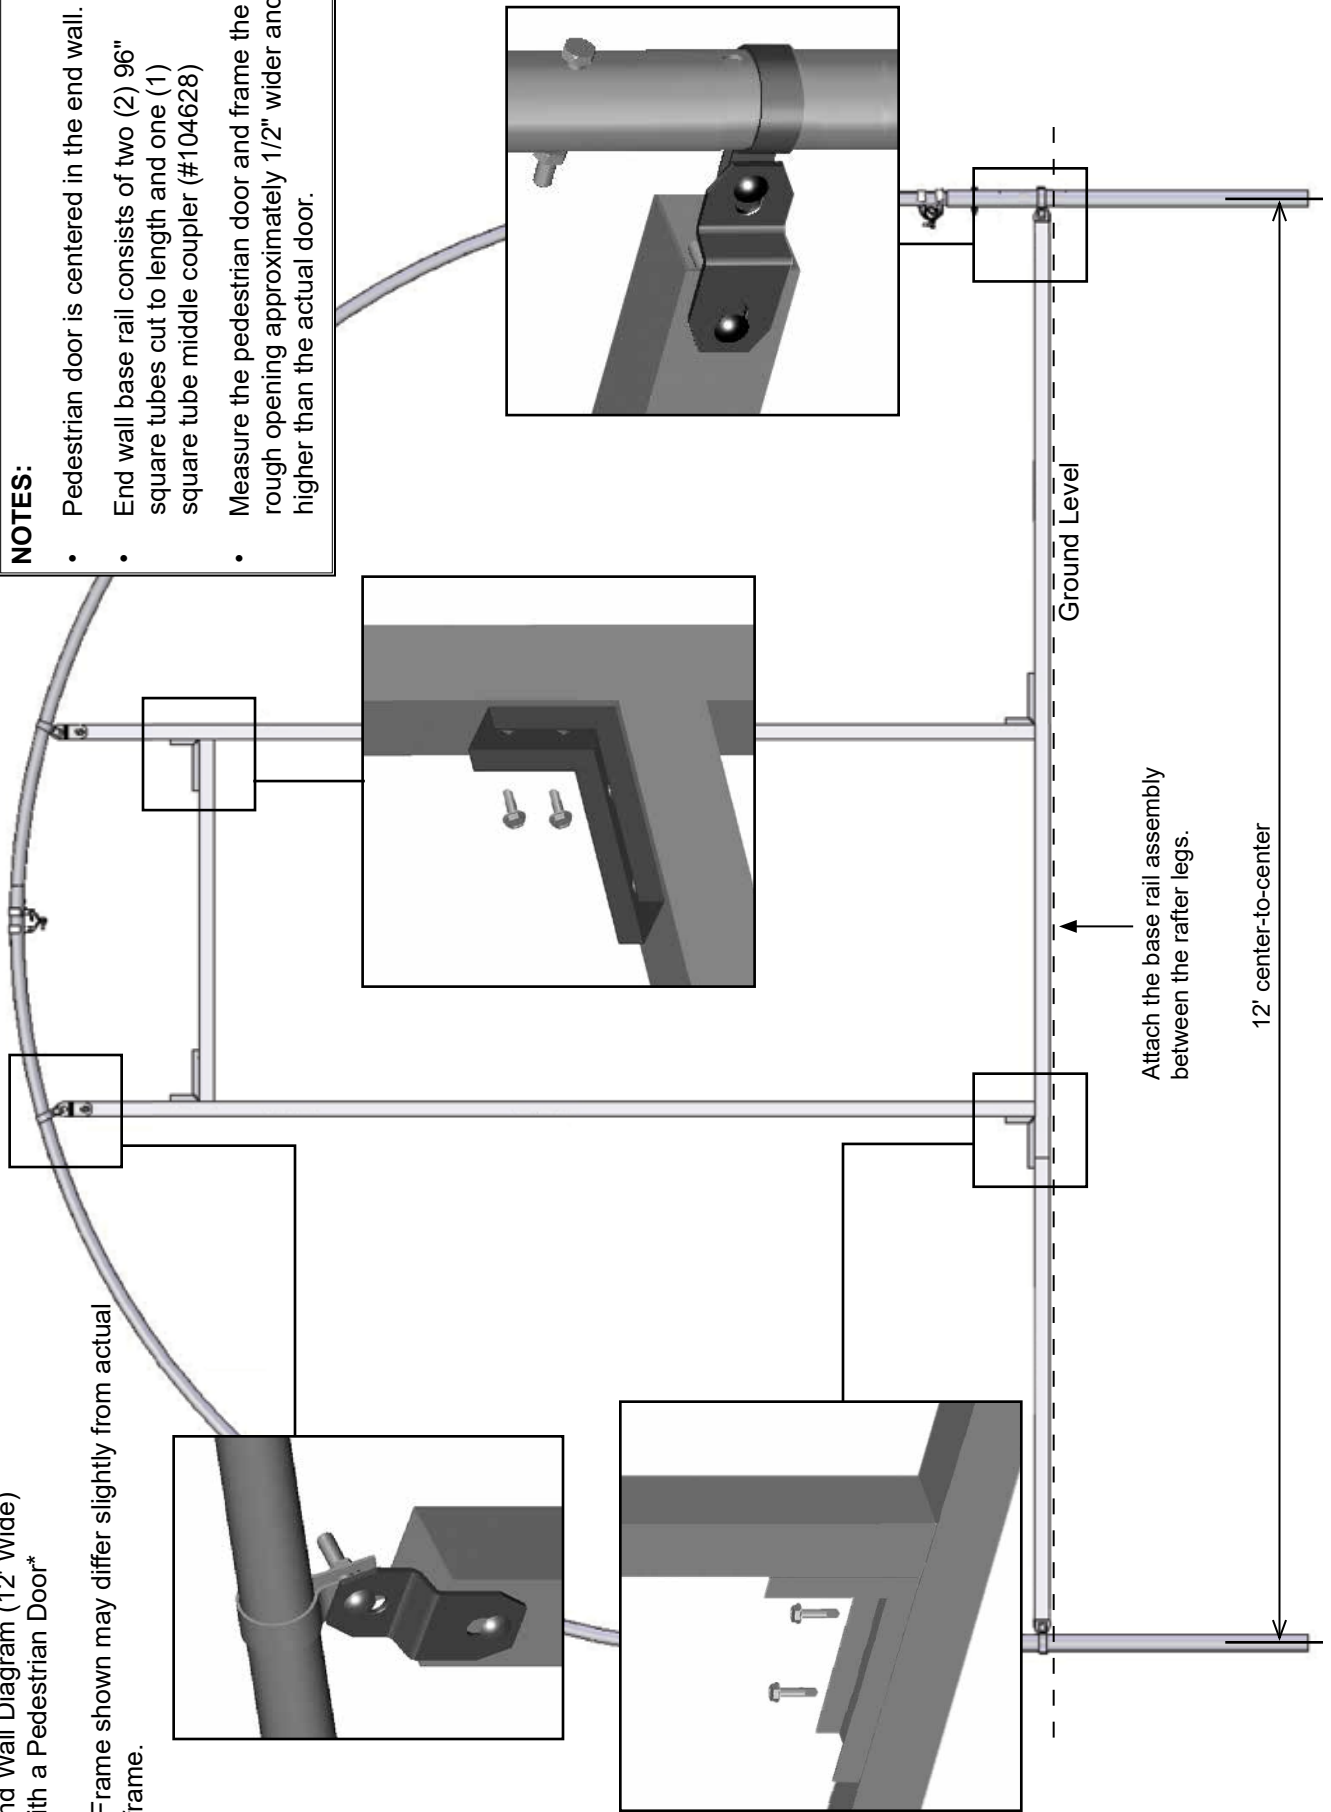 nd Wall Diagram (12' Wide)
ith a Pedestrian Door*
Frame shown may differ slightly from actual
frame.
NOTES:
• Pedestrian door is centered in the end wall.
• End wall base rail consists of two (2) 96"
square tubes cut to length and one (1)
square tube middle coupler (#104628)
• Measure the pedestrian door and frame the
rough opening approximately 1/2" wider and
higher than the actual door.
Ground Level
Attach the base rail assembly
between the rafter legs.
12' center-to-center